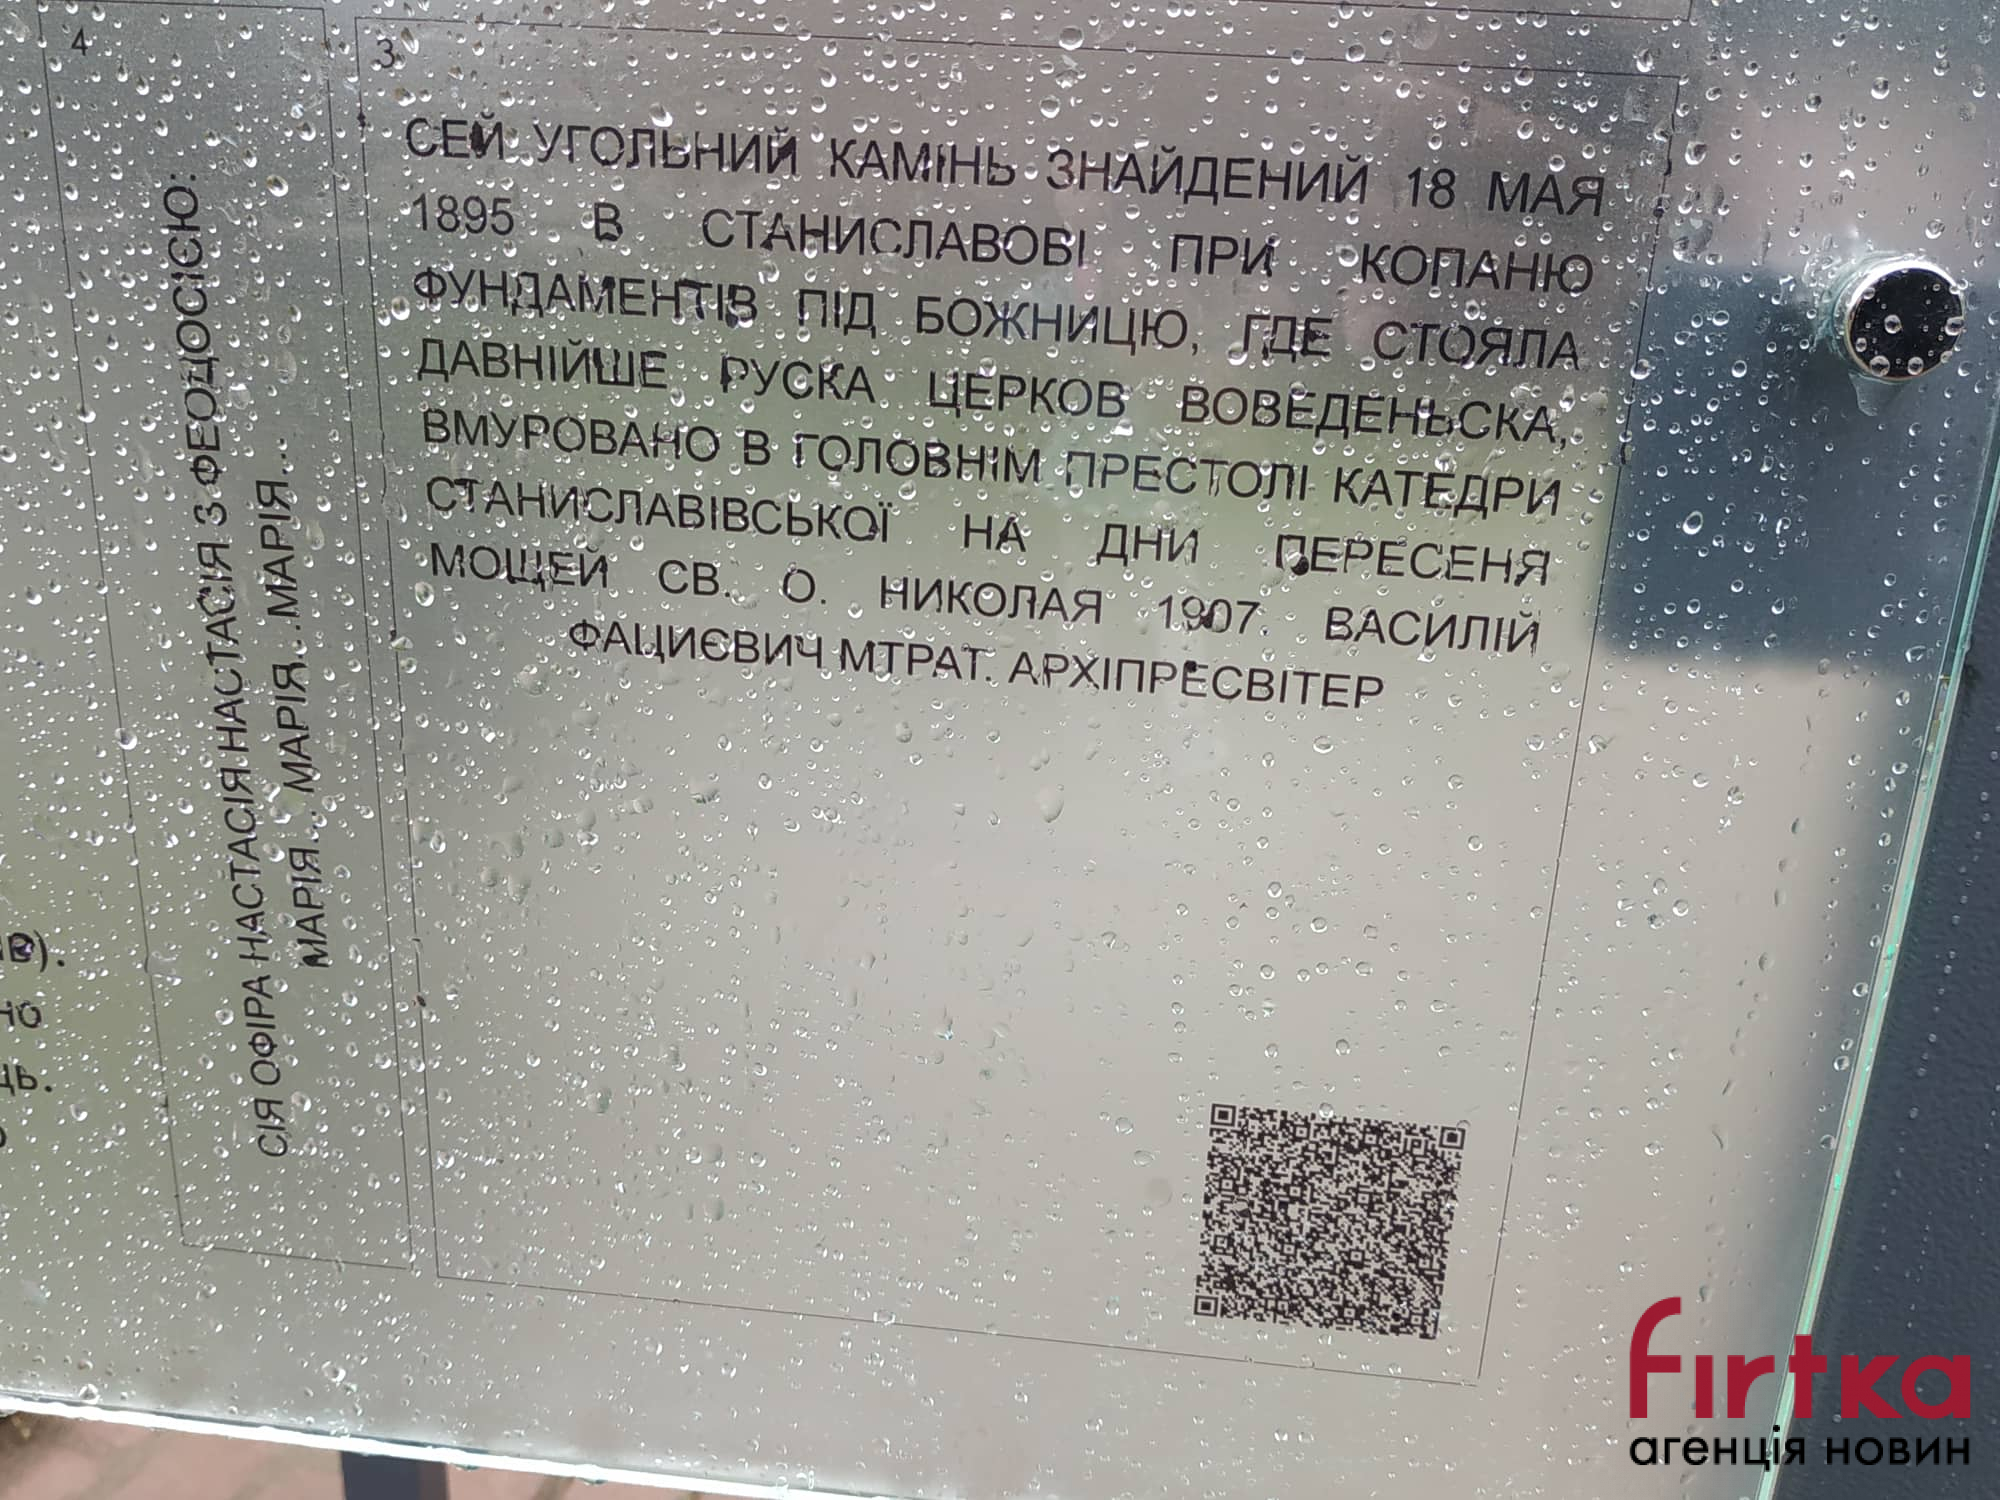 4
СІЯ ОФІРА НАСТАСІЯ НАСТАСІЯ З ФЕОДОСІЄЮ:
МАРІЯ... МАРІЯ... МАРІЯ...
3
СЕЙ УГОЛЬНИЙ КАМІНЬ ЗНАЙДЕНИЙ 18 МАЯ
1895 В СТАНИСЛАВОВІ ПРИ КОПАНЮ
ФУНДАМЕНТІВ ПІД БОЖНИЦЮ, ГДЕ СТОЯЛА
ДАВНІЙШЕ РУСКА ЦЕРКОВ ВОВЕДЕНЬСКА,
ВМУРОВАНО В ГОЛОВНІМ ПРЕСТОЛІ КАТЕДРИ
СТАНИСЛАВІВСЬКОЇ НА ДНИ ПЕРЕСЕНЯ
МОЩЕЙ СВ. О. НИКОЛАЯ 1907. ВАСИЛІЙ
ФАЦИЄВИЧ МТРАТ. АРХІПРЕСВІТЕР
firtka
агенція новин